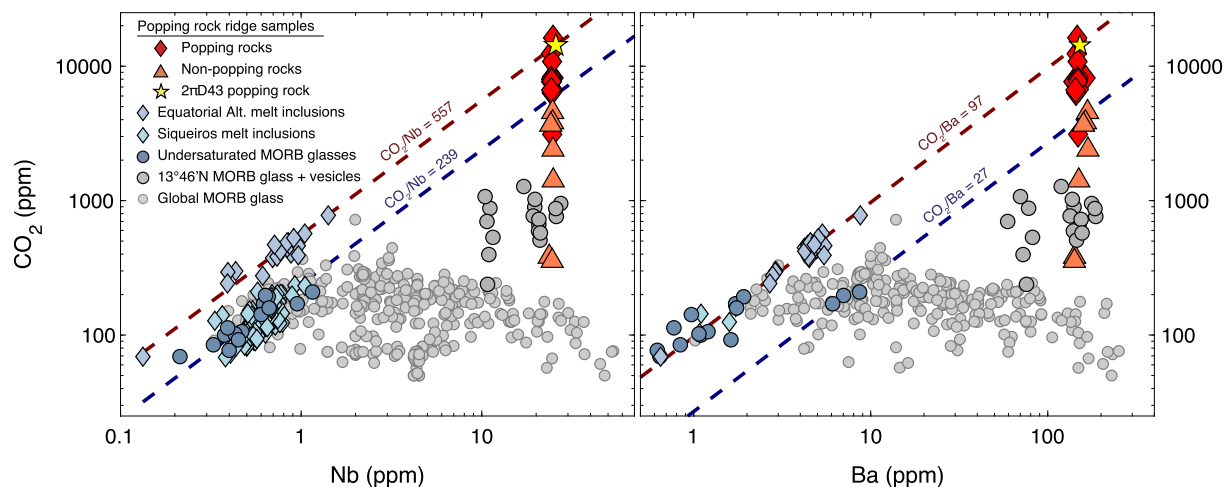 Popping rock ridge samples
Popping rocks
Non-popping rocks
2πD43 popping rock
Equatorial Alt. melt inclusions
Siqueiros melt inclusions
Undersaturated MORB glasses
13°46'N MORB glass + vesicles
Global MORB glass
CO₂/Nb = 557
CO₂/Nb = 239
CO₂/Ba = 97
CO₂/Ba = 27
CO₂ (ppm)
10000
1000
100
10000
1000
100
0.1
1
10
1
10
100
Nb (ppm)
Ba (ppm)